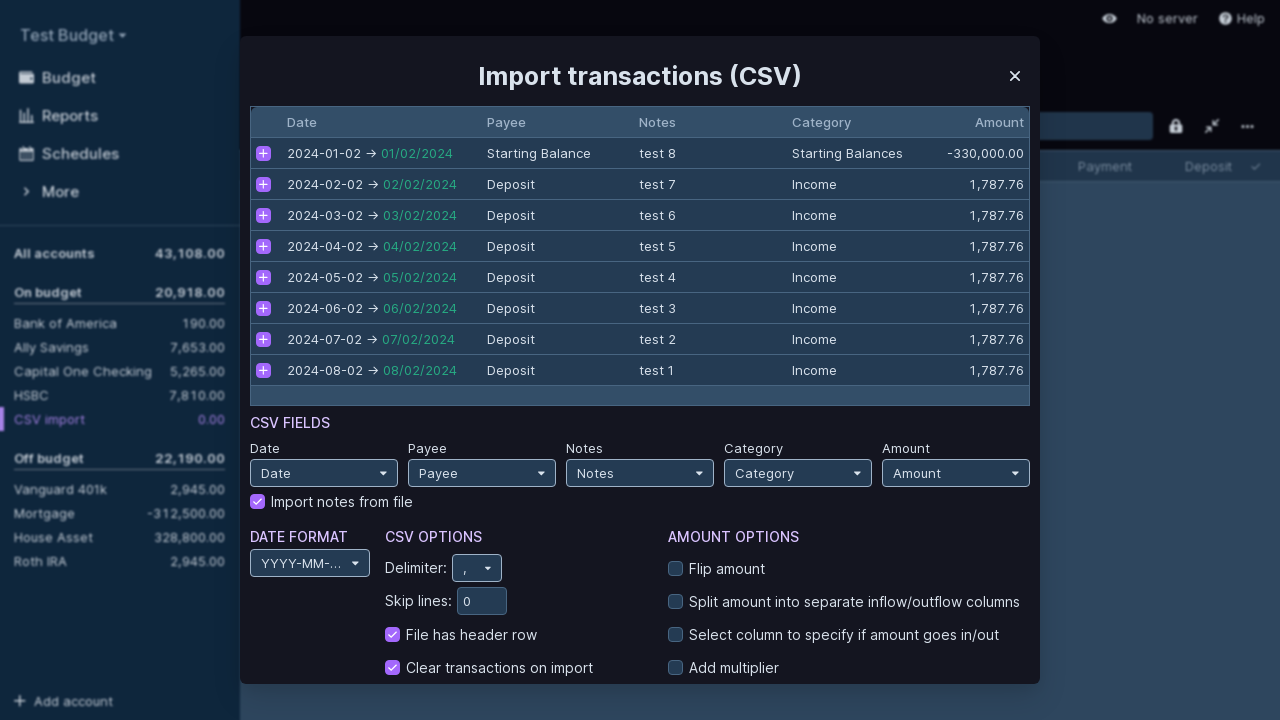 Test Budget
No server
Help
Budget
Reports
Schedules
More
All accounts 43,108.00
On budget 20,918.00
Bank of America 190.00
Ally Savings 7,653.00
Capital One Checking 5,265.00
HSBC 7,810.00
CSV import 0.00
Off budget 22,190.00
Vanguard 401k 2,945.00
Mortgage -312,500.00
House Asset 328,800.00
Roth IRA 2,945.00
Add account
Payment Deposit
Import transactions (CSV)
Date Payee Notes Category Amount
2024-01-02 → 01/02/2024 Starting Balance test 8 Starting Balances -330,000.00
2024-02-02 → 02/02/2024 Deposit test 7 Income 1,787.76
2024-03-02 → 03/02/2024 Deposit test 6 Income 1,787.76
2024-04-02 → 04/02/2024 Deposit test 5 Income 1,787.76
2024-05-02 → 05/02/2024 Deposit test 4 Income 1,787.76
2024-06-02 → 06/02/2024 Deposit test 3 Income 1,787.76
2024-07-02 → 07/02/2024 Deposit test 2 Income 1,787.76
2024-08-02 → 08/02/2024 Deposit test 1 Income 1,787.76
CSV FIELDS
Date Payee Notes Category Amount
Date Payee Notes Category Amount
Import notes from file
DATE FORMAT
YYYY-MM-...
CSV OPTIONS
Delimiter: ,
Skip lines: 0
File has header row
Clear transactions on import
AMOUNT OPTIONS
Flip amount
Split amount into separate inflow/outflow columns
Select column to specify if amount goes in/out
Add multiplier